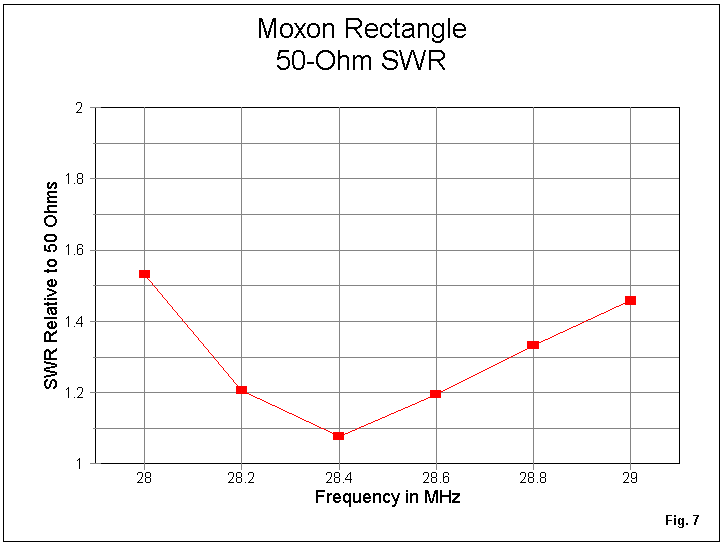 Moxon Rectangle
50-Ohm SWR
SWR Relative to 50 Ohms
2
1.8
1.6
1.4
1.2
1
28
28.2
28.4
28.6
28.8
29
Frequency in MHz
Fig. 7